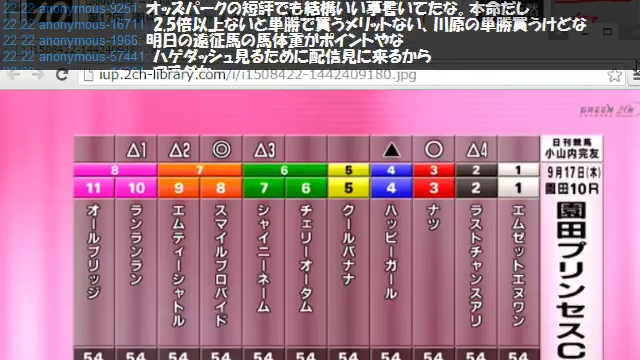 22:22 anonymous-9251: オッズパークの短評でも結構いい事書いてたな。本命だし
22:22 anonymous-16711: 2.5倍以上ないと単勝で買うメリットない、川原の単勝買うけどな
22:22 anonymous-1966: 明日の遠征馬の馬体重がポイントやな
22:22 anonymous-57441: ハゲダッシュ見るために配信見に来るから
iup.2ch-library.com/i/i1508422-1442409180.jpg
日刊競馬
小山内完友
9月17日(木)
園田10R
園田プリンセスC
△1 △2 ◎ △3 ▲ ○ △4
8 7 6 5 4 3 2 1
11 10 9 8 7 6 5 4 3 2 1
オールブリッジ
ランランラン
エムティーシャトル
スマイルプロバイド
シャイニーネーム
チェリーオータム
クールバナナ
ハッピーガール
ナツ
ラストチャンスアリ
エムゼットエヌワン
54 54 54 54 54 54 54 54 54 54 54